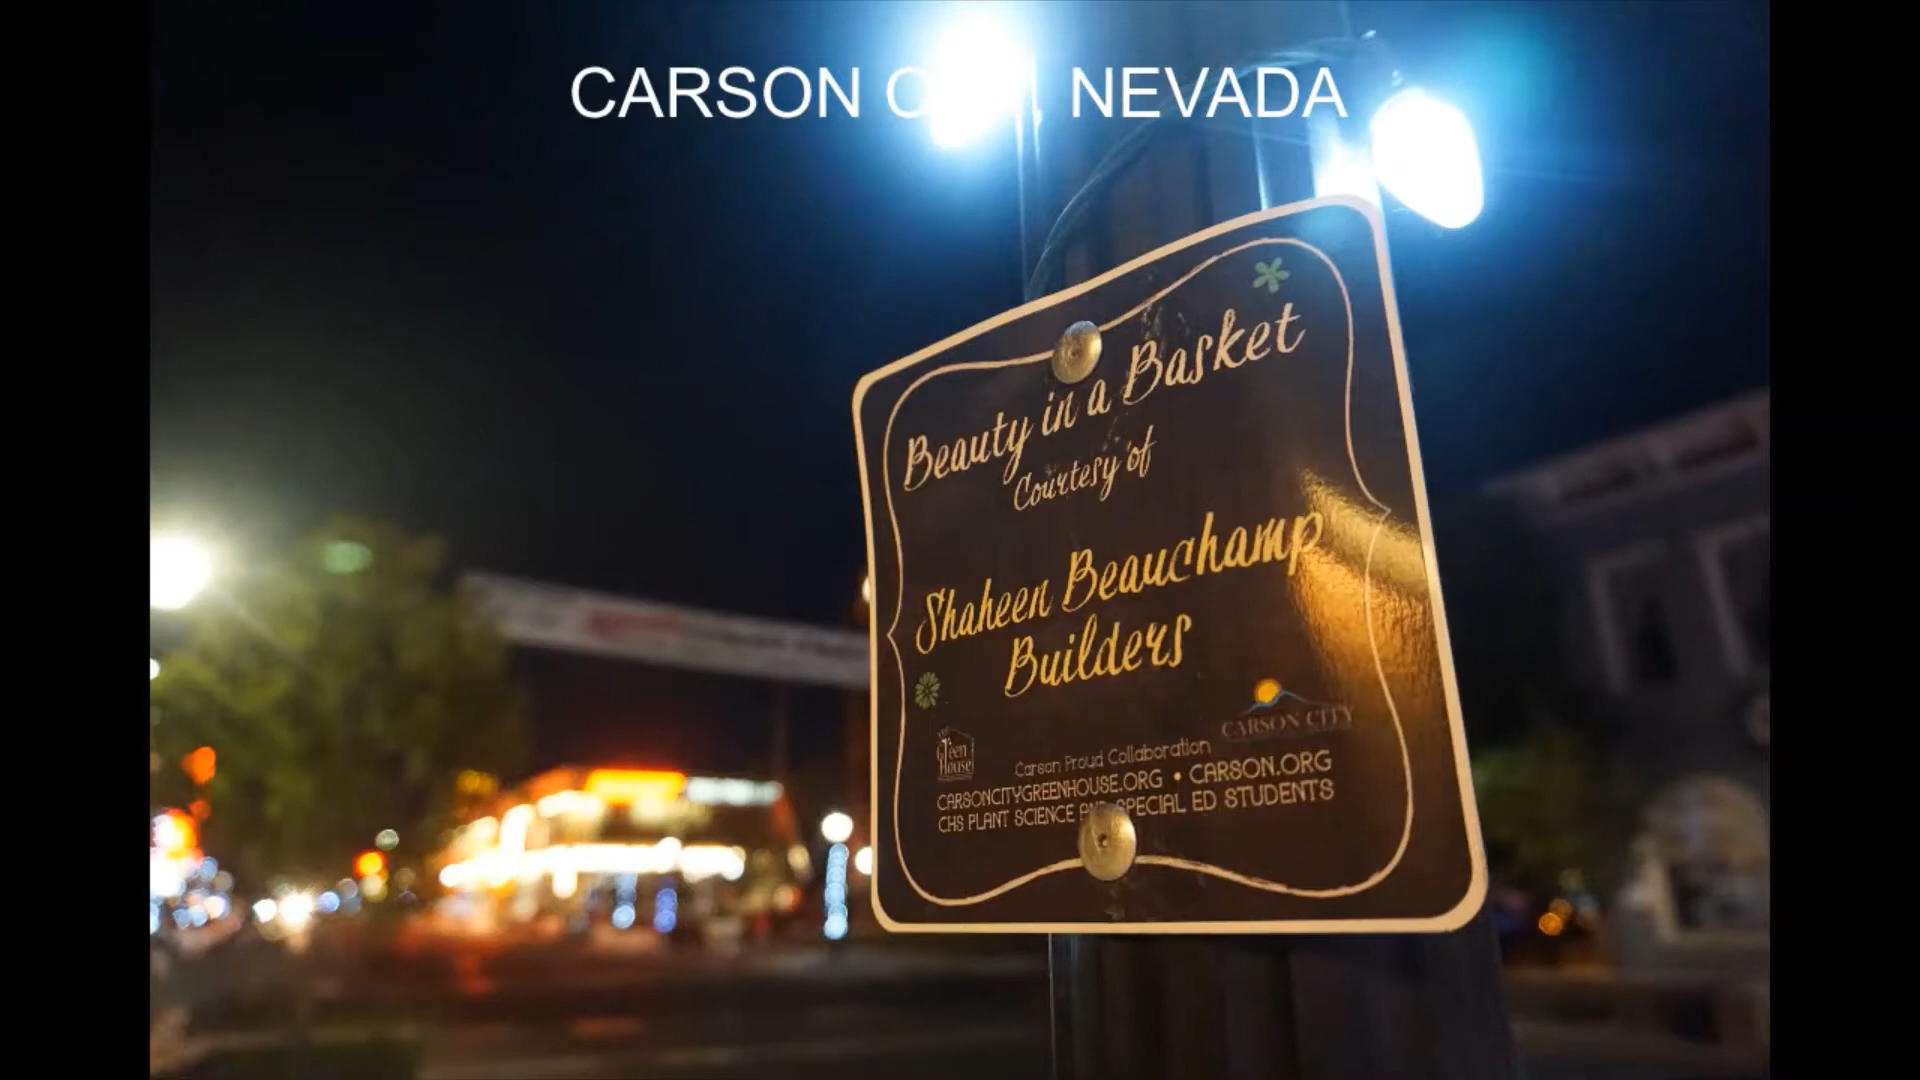 CARSON CITY, NEVADA
Beauty in a Basket
Courtesy of
Shaheen Beauchamp
Builders
Green
House
CARSON CITY
Carson Proud Collaboration
CARSONCITYGREENHOUSE.ORG • CARSON.ORG
CHS PLANT SCIENCE AND SPECIAL ED STUDENTS